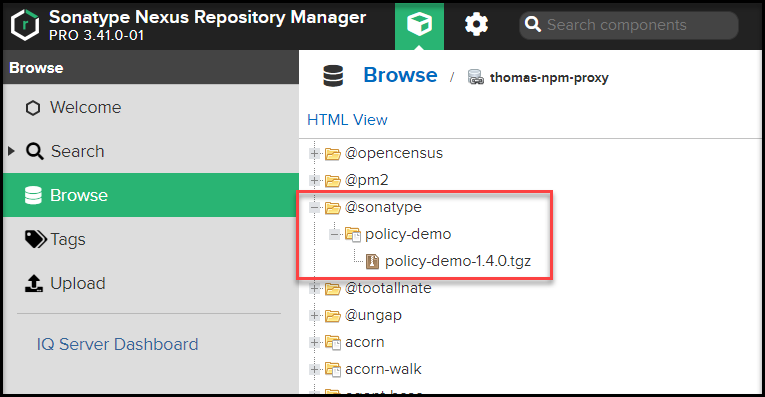 Sonatype Nexus Repository Manager
PRO 3.41.0-01
Search components
Browse
Welcome
Search
Browse
Tags
Upload
IQ Server Dashboard
Browse / thomas-npm-proxy
HTML View
@opencensus
@pm2
@sonatype
policy-demo
policy-demo-1.4.0.tgz
@tootallnate
@ungap
acorn
acorn-walk